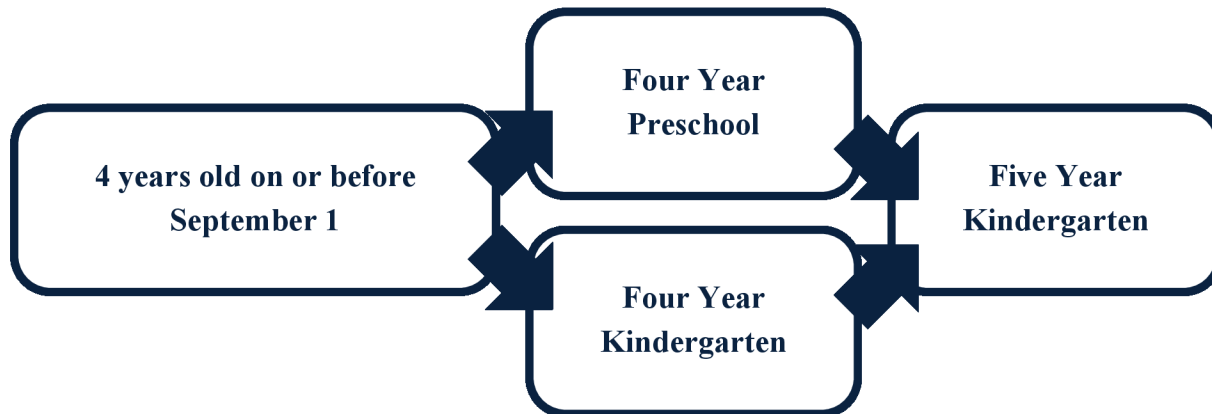 4 years old on or before
September 1
Four Year
Preschool
Four Year
Kindergarten
Five Year
Kindergarten